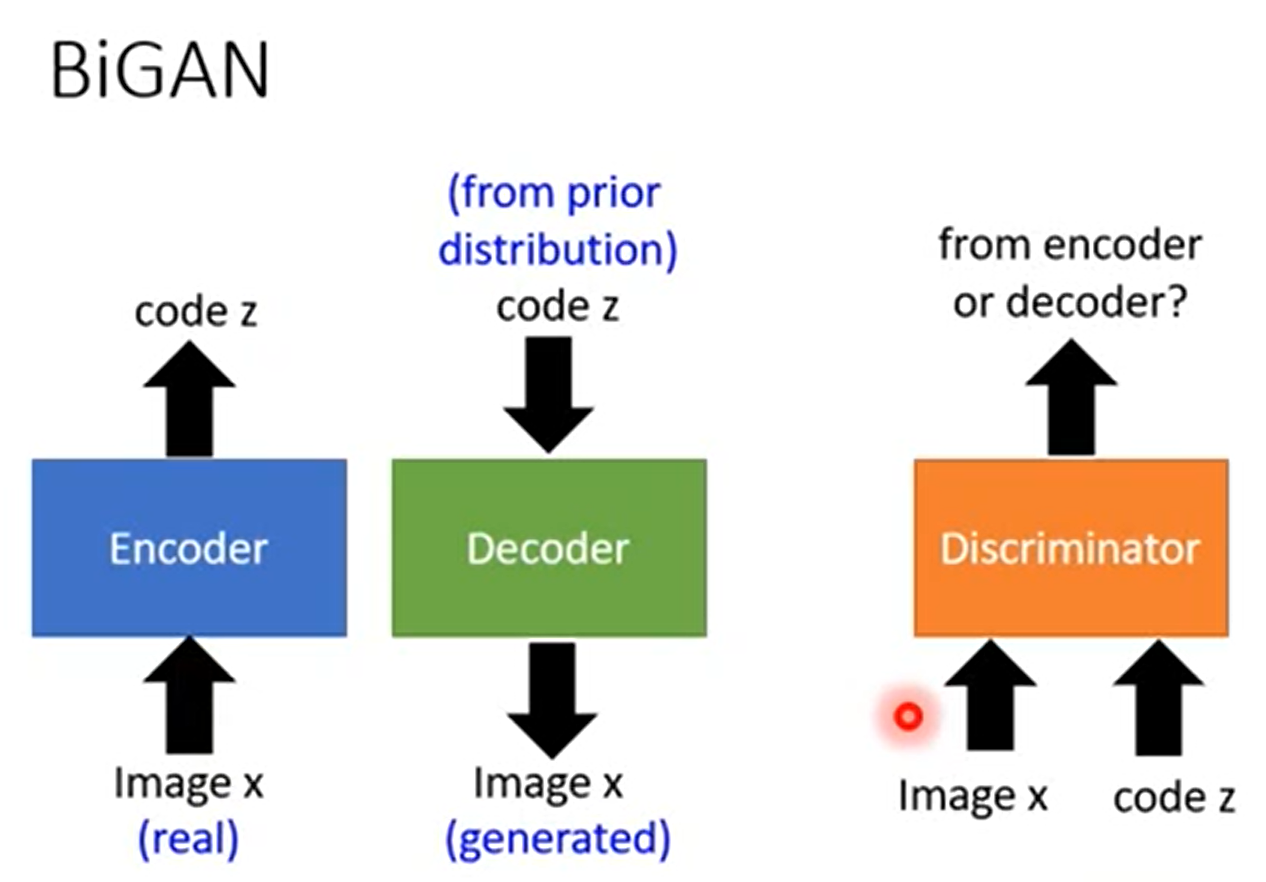 BiGAN
(from prior
distribution)
code z
code z
from encoder
or decoder?
Encoder
Decoder
Discriminator
Image x
(real)
Image x
(generated)
Image x
code z